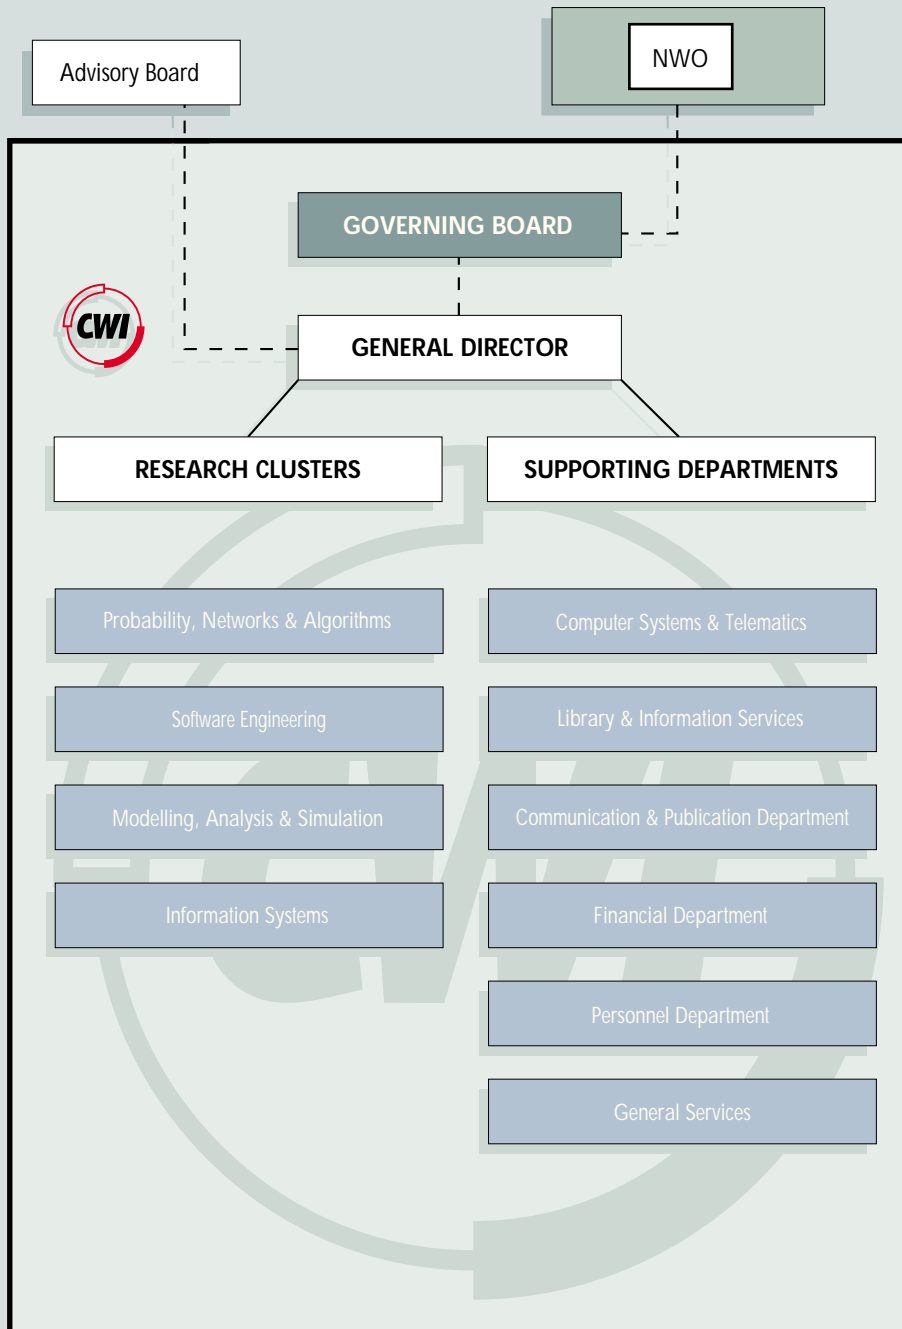 Advisory Board
NWO
GOVERNING BOARD
CWI
GENERAL DIRECTOR
RESEARCH CLUSTERS
SUPPORTING DEPARTMENTS
Probability, Networks & Algorithms
Computer Systems & Telematics
Software Engineering
Library & Information Services
Modelling, Analysis & Simulation
Communication & Publication Department
Information Systems
Financial Department
Personnel Department
General Services
CWI